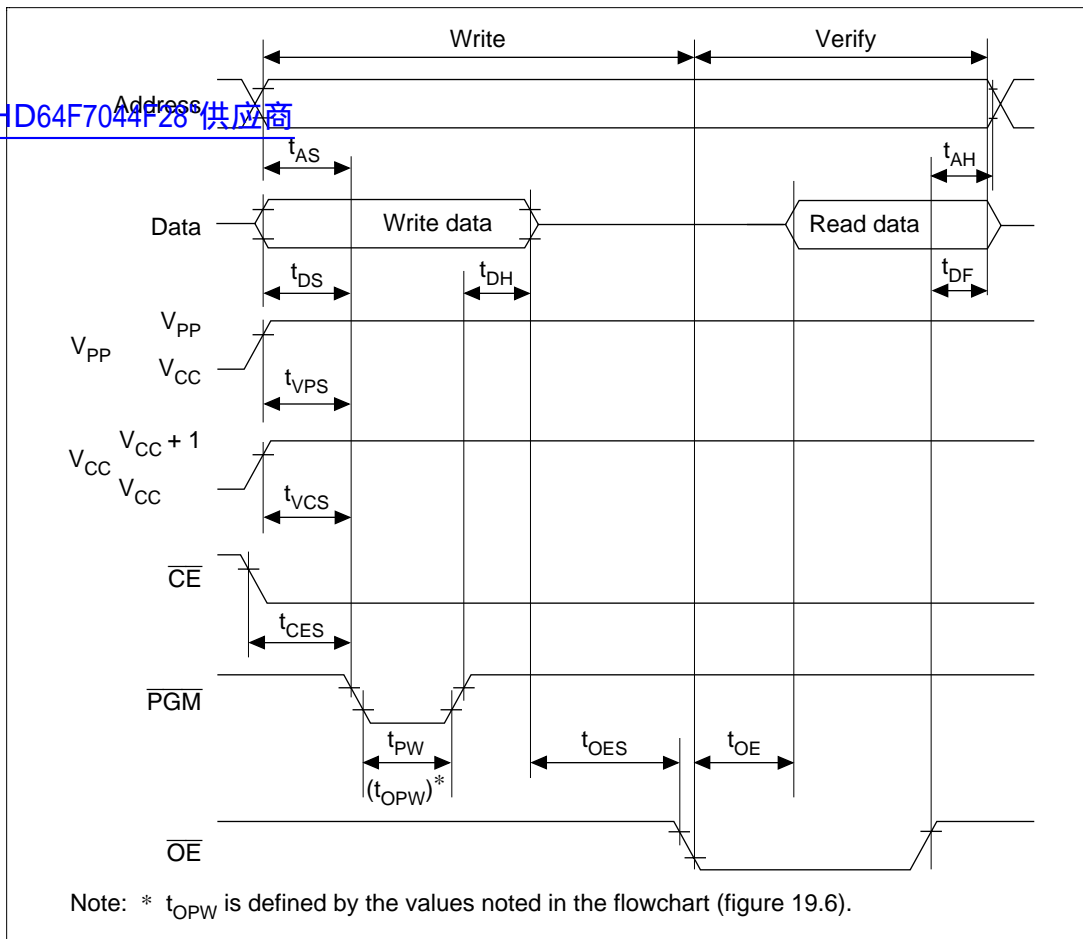 Write Verify
Address
HD64F7044F28"供应商
tAS tAH
Data Write data Read data
tDS tDH tDF
VPP
VPP
VCC
tVPS
VCC + 1
VCC
VCC
tVCS
CE
tCES
PGM
tPW tOES tOE
(tOPW)*
OE
Note: * tOPW is defined by the values noted in the flowchart (figure 19.6).